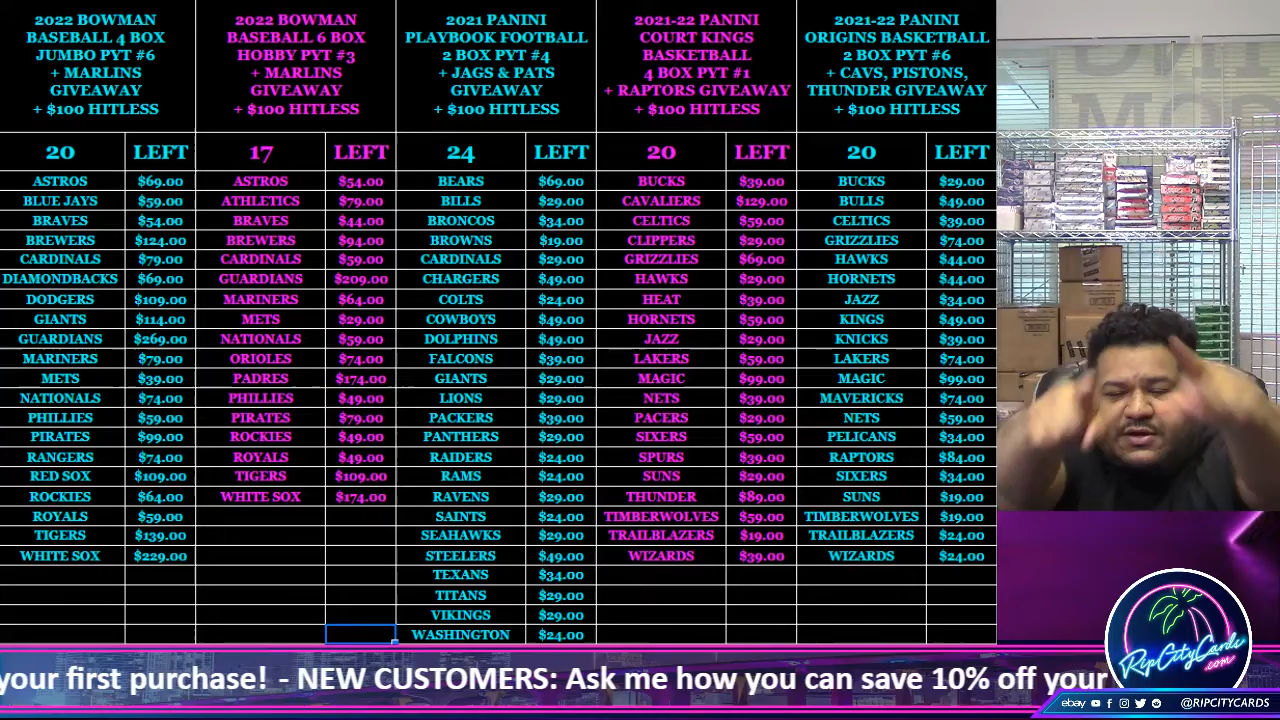 2022 BOWMAN
BASEBALL 4 BOX
JUMBO PYT #6
+ MARLINS
GIVEAWAY
+ $100 HITLESS
2022 BOWMAN
BASEBALL 6 BOX
HOBBY PYT #3
+ MARLINS
GIVEAWAY
+ $100 HITLESS
2021 PANINI
PLAYBOOK FOOTBALL
2 BOX PYT #4
+ JAGS & PATS
GIVEAWAY
+ $100 HITLESS
2021-22 PANINI
COURT KINGS
BASKETBALL
4 BOX PYT #1
+ RAPTORS GIVEAWAY
+ $100 HITLESS
2021-22 PANINI
ORIGINS BASKETBALL
2 BOX PYT #6
+ CAVS, PISTONS,
THUNDER GIVEAWAY
+ $100 HITLESS
20 LEFT 17 LEFT 24 LEFT 20 LEFT 20 LEFT
ASTROS $69.00 ASTROS $54.00 BEARS $69.00 BUCKS $39.00 BUCKS $29.00
BLUE JAYS $59.00 ATHLETICS $79.00 BILLS $29.00 CAVALIERS $129.00 BULLS $49.00
BRAVES $54.00 BRAVES $44.00 BRONCOS $34.00 CELTICS $59.00 CELTICS $39.00
BREWERS $124.00 BREWERS $94.00 BROWNS $19.00 CLIPPERS $29.00 GRIZZLIES $74.00
CARDINALS $79.00 CARDINALS $59.00 CARDINALS $29.00 GRIZZLIES $69.00 HAWKS $44.00
DIAMONDBACKS $69.00 GUARDIANS $209.00 CHARGERS $49.00 HAWKS $29.00 HORNETS $44.00
DODGERS $109.00 MARINERS $64.00 COLTS $24.00 HEAT $39.00 JAZZ $34.00
GIANTS $114.00 METS $29.00 COWBOYS $49.00 HORNETS $59.00 KINGS $49.00
GUARDIANS $269.00 NATIONALS $59.00 DOLPHINS $49.00 JAZZ $29.00 KNICKS $39.00
MARINERS $79.00 ORIOLES $74.00 FALCONS $39.00 LAKERS $59.00 LAKERS $74.00
METS $39.00 PADRES $174.00 GIANTS $29.00 MAGIC $99.00 MAGIC $99.00
NATIONALS $74.00 PHILLIES $49.00 LIONS $29.00 NETS $39.00 MAVERICKS $74.00
PHILLIES $59.00 PIRATES $79.00 PACKERS $39.00 PACERS $29.00 NETS $59.00
PIRATES $99.00 ROCKIES $49.00 PANTHERS $29.00 SIXERS $59.00 PELICANS $34.00
RANGERS $74.00 ROYALS $49.00 RAIDERS $24.00 SPURS $39.00 RAPTORS $84.00
RED SOX $109.00 TIGERS $109.00 RAMS $24.00 SUNS $29.00 SIXERS $34.00
ROCKIES $64.00 WHITE SOX $174.00 RAVENS $29.00 THUNDER $89.00 SUNS $19.00
ROYALS $59.00 SAINTS $24.00 TIMBERWOLVES $59.00 TIMBERWOLVES $19.00
TIGERS $139.00 SEAHAWKS $29.00 TRAILBLAZERS $19.00 TRAILBLAZERS $24.00
WHITE SOX $229.00 STEELERS $49.00 WIZARDS $39.00 WIZARDS $24.00
TEXANS $34.00
TITANS $29.00
VIKINGS $29.00
WASHINGTON $24.00
your first purchase! - NEW CUSTOMERS: Ask me how you can save 10% off your
RipCityCards
.com
ebay @RIPCITYCARDS